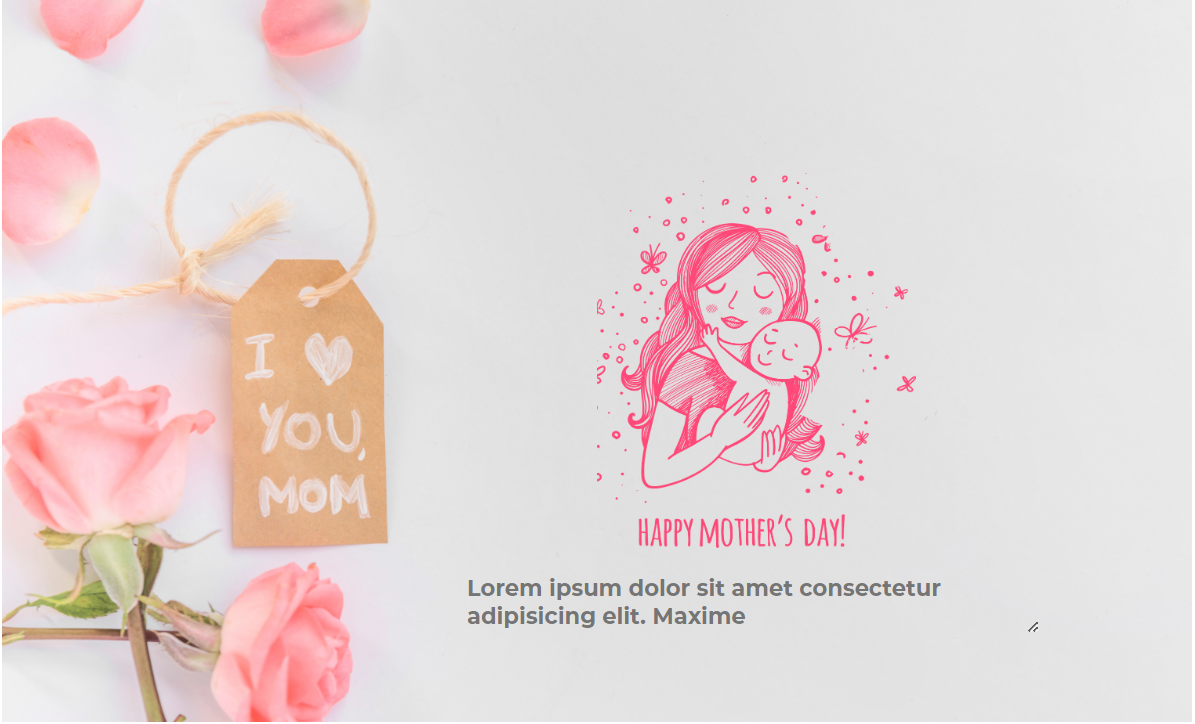 I ♥
YOU,
MOM
HAPPY MOTHER'S DAY!
Lorem ipsum dolor sit amet consectetur
adipisicing elit. Maxime